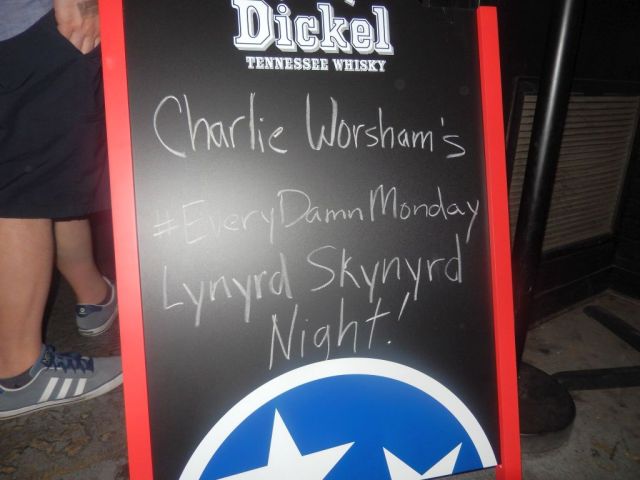 Dickel
TENNESSEE WHISKY
Charlie Worsham's
#EveryDamnMonday
Lynyrd Skynyrd
Night!